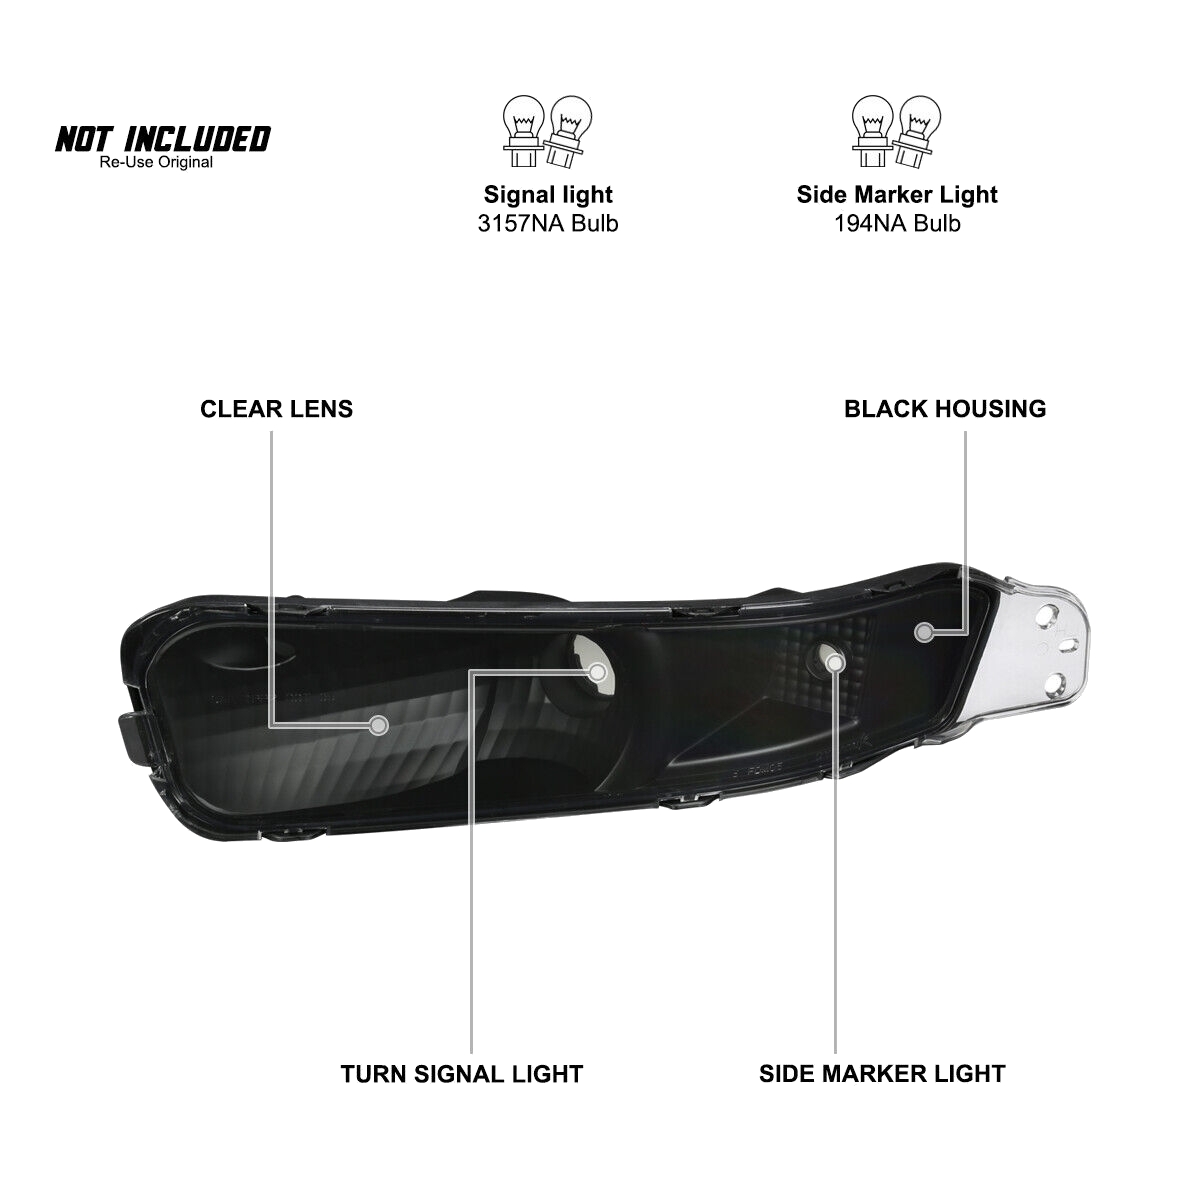 NOT INCLUDED
Re-Use Original
Signal light
3157NA Bulb
Side Marker Light
194NA Bulb
CLEAR LENS
BLACK HOUSING
TURN SIGNAL LIGHT
SIDE MARKER LIGHT